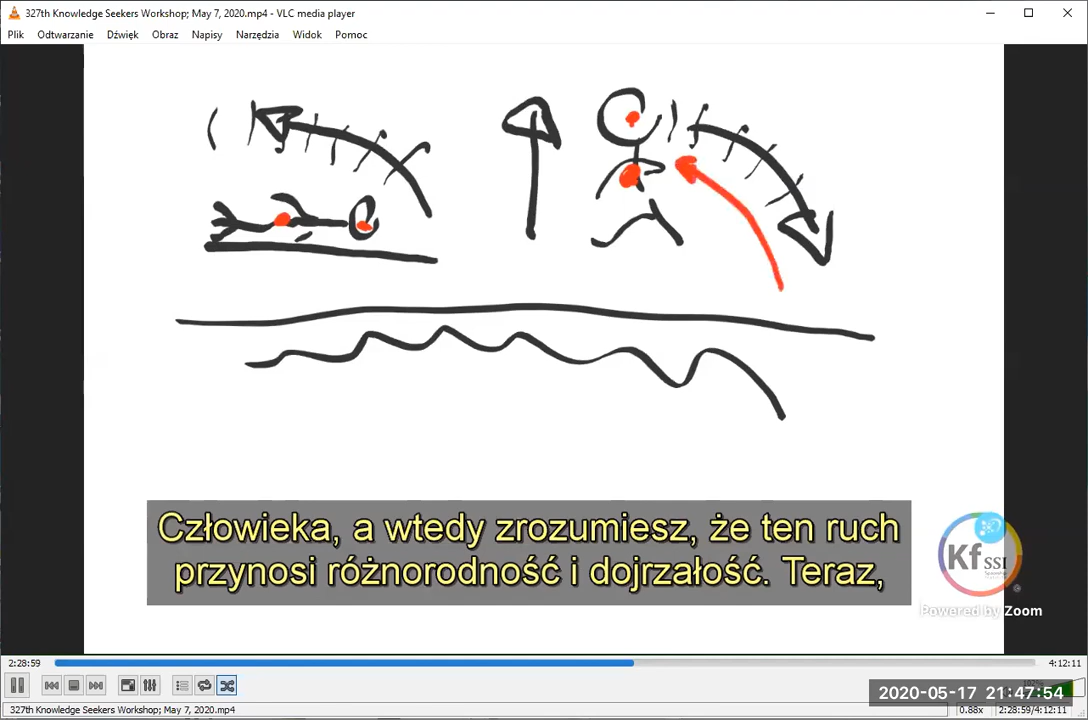 327th Knowledge Seekers Workshop; May 7, 2020.mp4 - VLC media player
Plik Odtwarzanie Dźwięk Obraz Napisy Narzędzia Widok Pomoc
Człowieka, a wtedy zrozumiesz, że ten ruch
przynosi różnorodność i dojrzałość. Teraz,
Kf SSI
Powered by Zoom
2:28:59 4:12:11
2020-05-17 21:47:54
327th Knowledge Seekers Workshop; May 7, 2020.mp4 0.88x 2:28:59/4:12:11